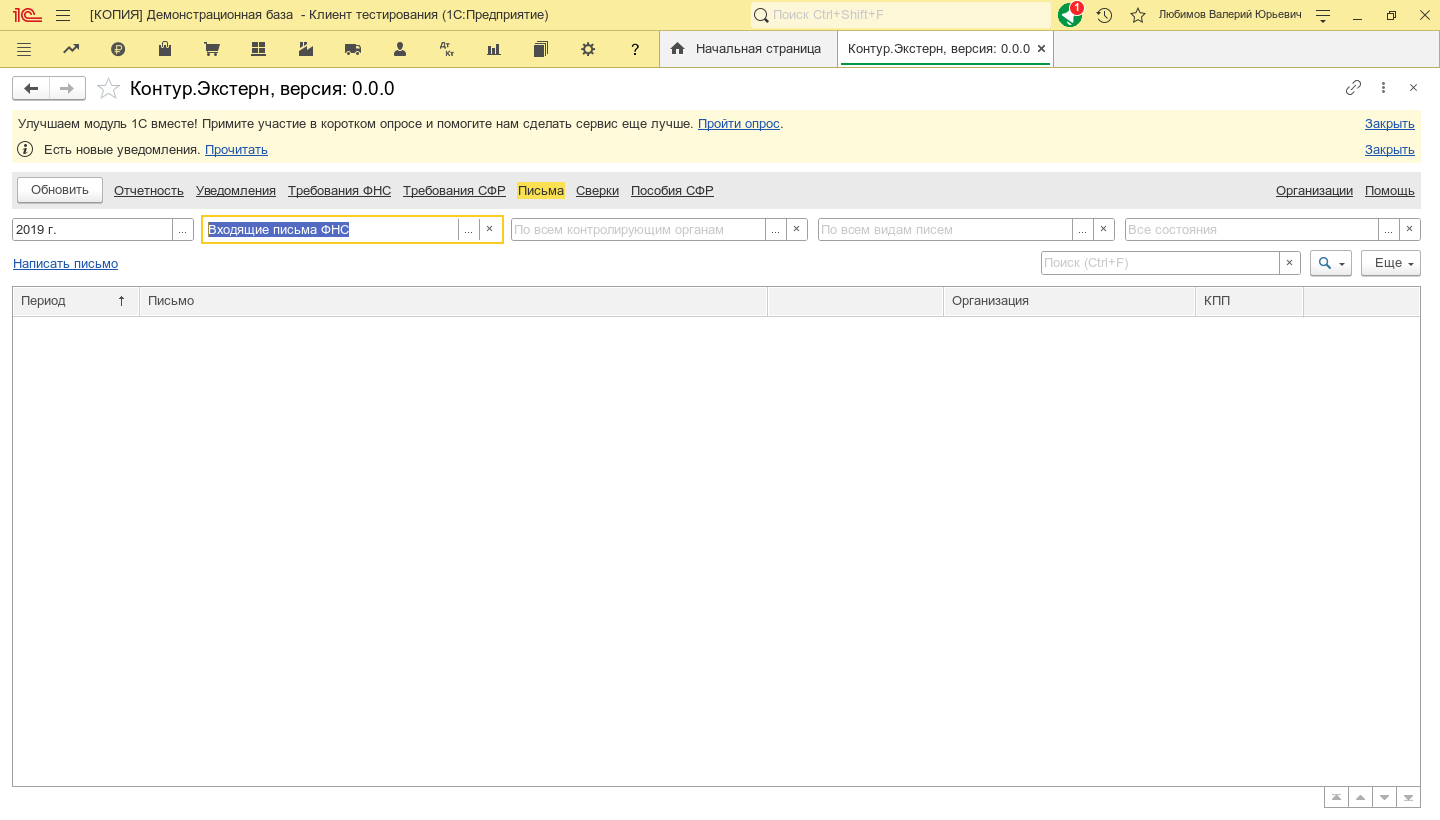 1С [КОПИЯ] Демонстрационная база - Клиент тестирования (1С:Предприятие) Поиск Ctrl+Shift+F 1 Любимов Валерий Юрьевич
Дт Кт ? Начальная страница Контур.Экстерн, версия: 0.0.0
Контур.Экстерн, версия: 0.0.0
Улучшаем модуль 1С вместе! Примите участие в коротком опросе и помогите нам сделать сервис еще лучше. Пройти опрос. Закрыть
Есть новые уведомления. Прочитать Закрыть
Обновить Отчетность Уведомления Требования ФНС Требования СФР Письма Сверки Пособия СФР Организации Помощь
2019 г. ... Входящие письма ФНС ... × По всем контролирующим органам ... × По всем видам писем ... × Все состояния ... ×
Написать письмо Поиск (Ctrl+F) × Еще
Период ↑ Письмо Организация КПП